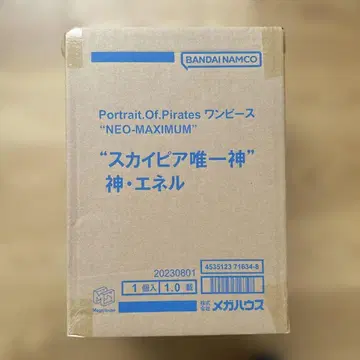 BANDAI NAMCO
Portrait.Of.Pirates ワンピース
“NEO-MAXIMUM”
“スカイピア唯一神”
神・エネル
20230801
4535123 71634-8
1個入 1.0 載
MegaHouse
株式会社 メガハウス